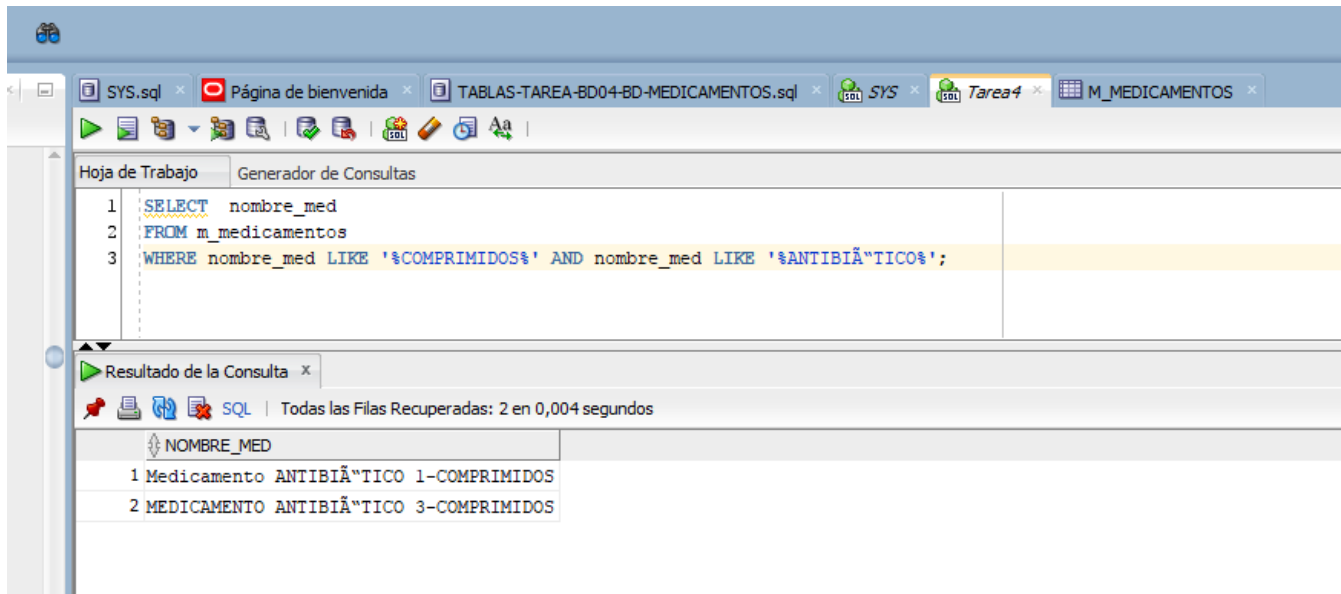 SYS.sql Página de bienvenida TABLAS-TAREA-BD04-BD-MEDICAMENTOS.sql SYS Tarea4 M_MEDICAMENTOS
Hoja de Trabajo Generador de Consultas
1 SELECT nombre_med
2 FROM m_medicamentos
3 WHERE nombre_med LIKE '%COMPRIMIDOS%' AND nombre_med LIKE '%ANTIBIÃ“TICO%';
Resultado de la Consulta x
SQL | Todas las Filas Recuperadas: 2 en 0,004 segundos
NOMBRE_MED
1 Medicamento ANTIBIÃ“TICO 1-COMPRIMIDOS
2 MEDICAMENTO ANTIBIÃ“TICO 3-COMPRIMIDOS